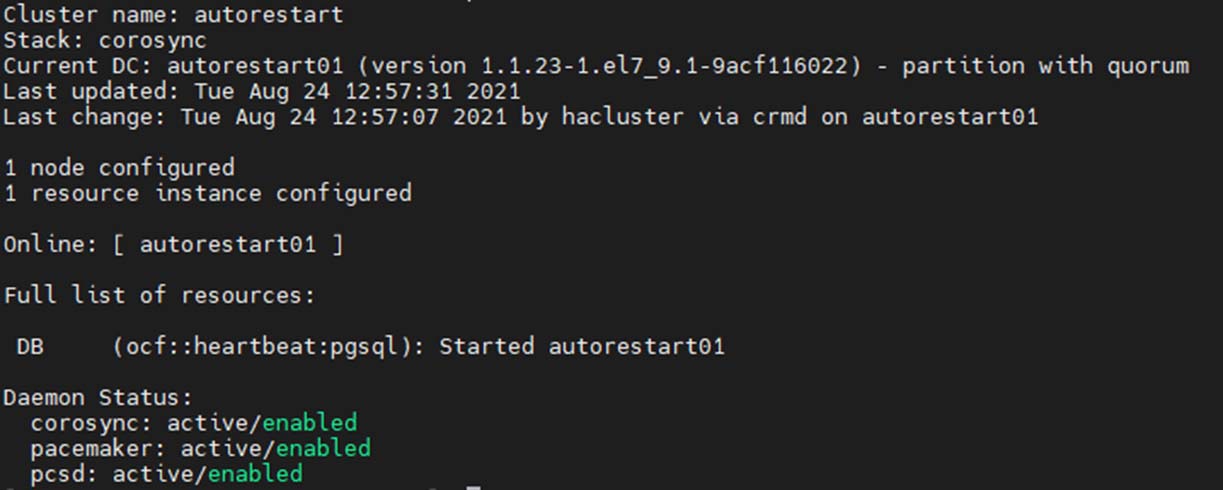 Cluster name: autorestart
Stack: corosync
Current DC: autorestart01 (version 1.1.23-1.el7_9.1-9acf116022) - partition with quorum
Last updated: Tue Aug 24 12:57:31 2021
Last change: Tue Aug 24 12:57:07 2021 by hacluster via crmd on autorestart01
1 node configured
1 resource instance configured
Online: [ autorestart01 ]
Full list of resources:
DB (ocf::heartbeat:pgsql): Started autorestart01
Daemon Status:
corosync: active/enabled
pacemaker: active/enabled
pcsd: active/enabled